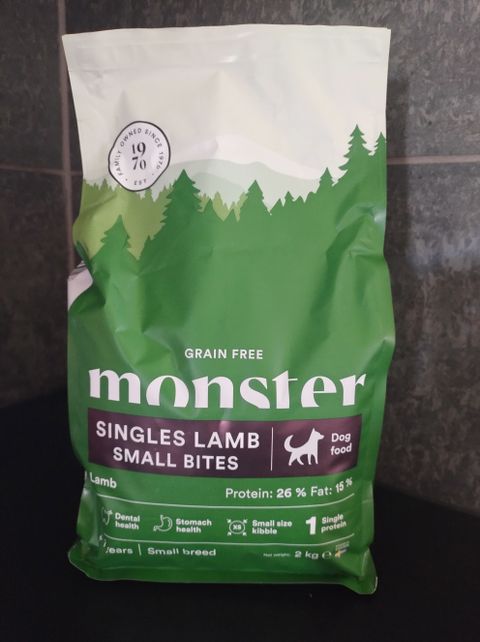 FAMILY OWNED SINCE 1970
19
70
EST
GRAIN FREE
monster
SINGLES LAMB
SMALL BITES
Dog
food
Lamb
Protein: 26 % Fat: 15 %
Dental
health
Stomach
health
XS
Small size
kibble
1 Single
protein
years | Small breed
Net weight: 2 kg e